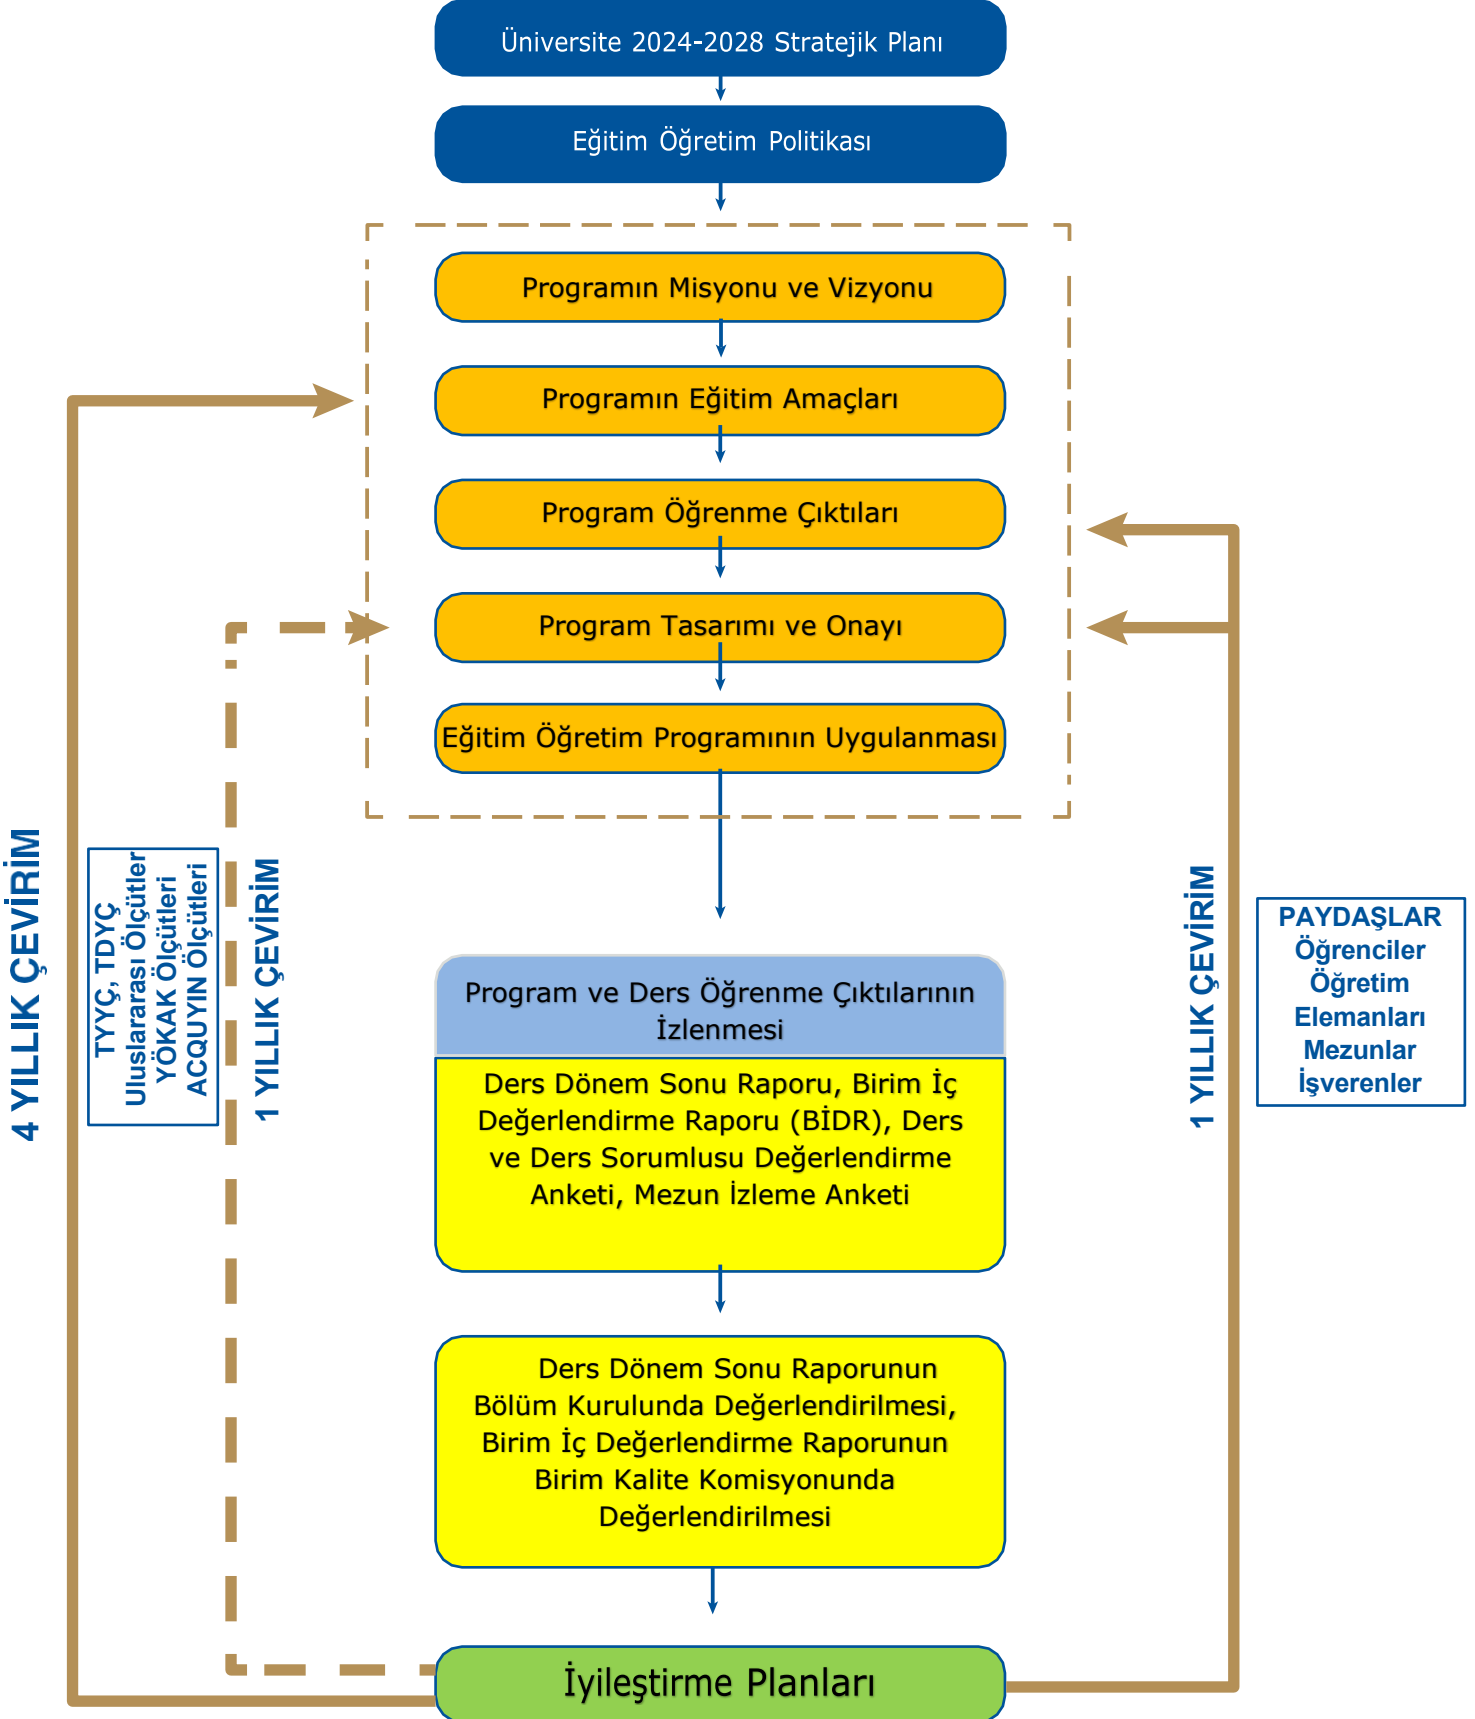 Üniversite 2024-2028 Stratejik Planı
Eğitim Öğretim Politikası
Programın Misyonu ve Vizyonu
Programın Eğitim Amaçları
Program Öğrenme Çıktıları
Program Tasarımı ve Onayı
Eğitim Öğretim Programının Uygulanması
4 YILLIK ÇEVİRİM
TYYÇ, TDYÇ
Uluslararası Ölçütler
YÖKAK Ölçütleri
ACQUYIN Ölçütleri
1 YILLIK ÇEVİRİM
Program ve Ders Öğrenme Çıktılarının
İzlenmesi
Ders Dönem Sonu Raporu, Birim İç
Değerlendirme Raporu (BİDR), Ders
ve Ders Sorumlusu Değerlendirme
Anketi, Mezun İzleme Anketi
Ders Dönem Sonu Raporunun
Bölüm Kurulunda Değerlendirilmesi,
Birim İç Değerlendirme Raporunun
Birim Kalite Komisyonunda
Değerlendirilmesi
İyileştirme Planları
1 YILLIK ÇEVİRİM
PAYDAŞLAR
Öğrenciler
Öğretim
Elemanları
Mezunlar
İşverenler